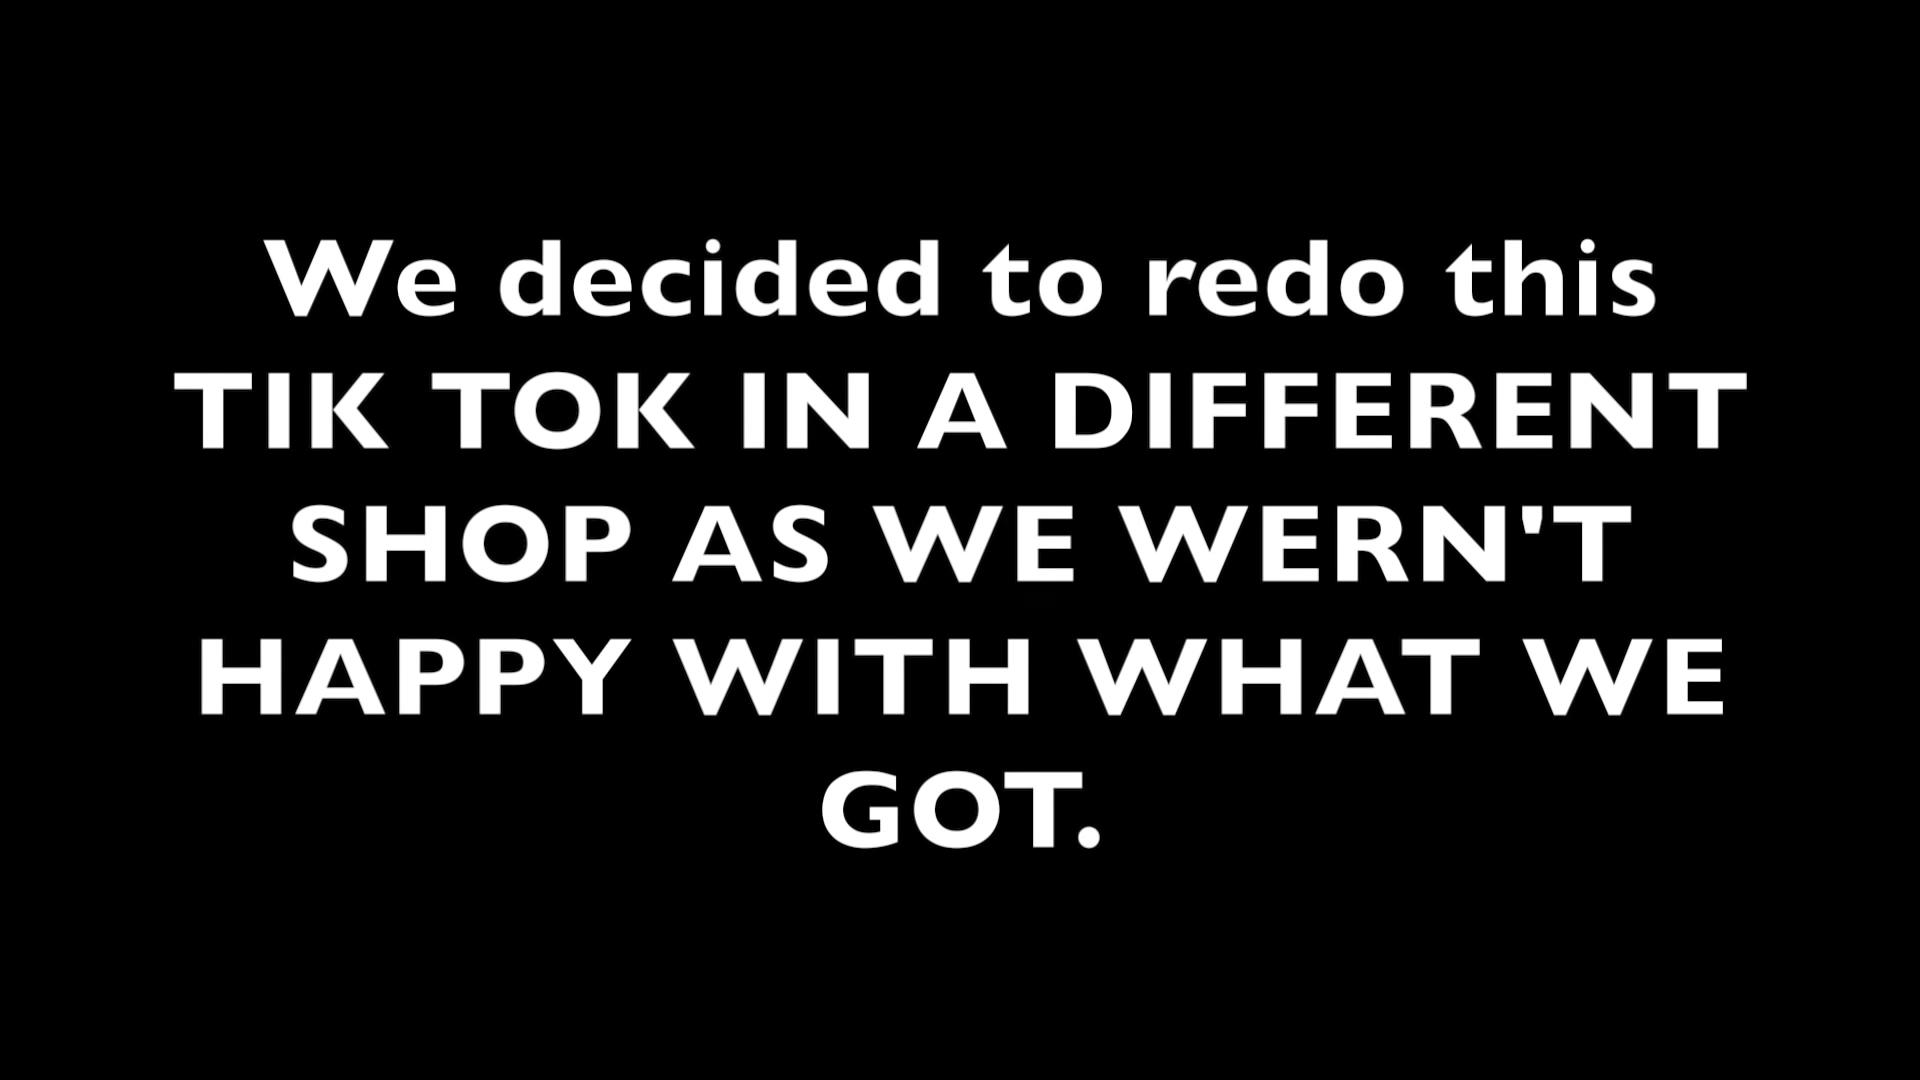 We decided to redo this
TIK TOK IN A DIFFERENT
SHOP AS WE WERN'T
HAPPY WITH WHAT WE
GOT.